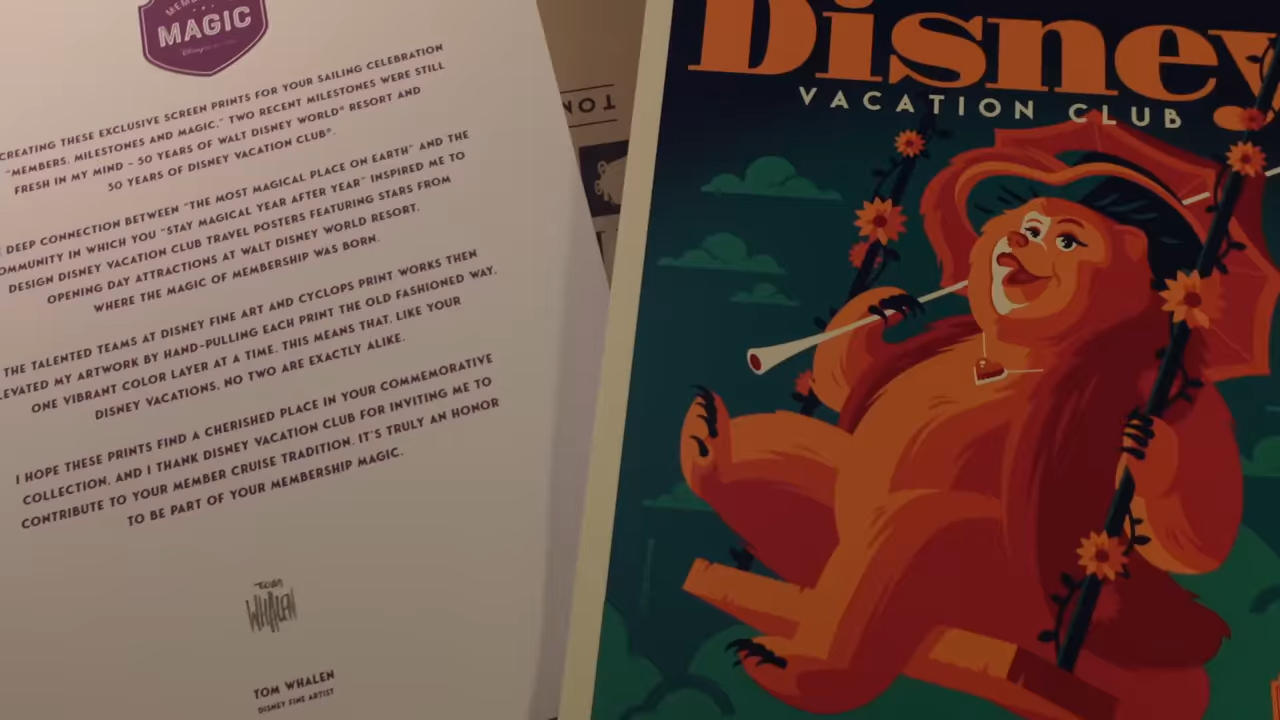 MAGIC
CREATING THESE EXCLUSIVE SCREEN PRINTS FOR YOUR SAILING CELEBRATION
"MEMBERS, MILESTONES AND MAGIC," TWO RECENT MILESTONES WERE STILL
FRESH IN MY MIND – 50 YEARS OF WALT DISNEY WORLD® RESORT AND
30 YEARS OF DISNEY VACATION CLUB®.
DEEP CONNECTION BETWEEN "THE MOST MAGICAL PLACE ON EARTH" AND THE
OMMUNITY IN WHICH YOU "STAY MAGICAL YEAR AFTER YEAR" INSPIRED ME TO
DESIGN DISNEY VACATION CLUB TRAVEL POSTERS FEATURING STARS FROM
OPENING DAY ATTRACTIONS AT WALT DISNEY WORLD RESORT,
WHERE THE MAGIC OF MEMBERSHIP WAS BORN.
THE TALENTED TEAMS AT DISNEY FINE ART AND CYCLOPS PRINT WORKS THEN
LEVATED MY ARTWORK BY HAND-PULLING EACH PRINT THE OLD FASHIONED WAY,
ONE VIBRANT COLOR LAYER AT A TIME. THIS MEANS THAT, LIKE YOUR
DISNEY VACATIONS, NO TWO ARE EXACTLY ALIKE.
I HOPE THESE PRINTS FIND A CHERISHED PLACE IN YOUR COMMEMORATIVE
COLLECTION, AND I THANK DISNEY VACATION CLUB FOR INVITING ME TO
CONTRIBUTE TO YOUR MEMBER CRUISE TRADITION. IT'S TRULY AN HONOR
TO BE PART OF YOUR MEMBERSHIP MAGIC.
TOM
WHALEN
TOM WHALEN
DISNEY FINE ARTIST
TON
Disney
VACATION CLUB